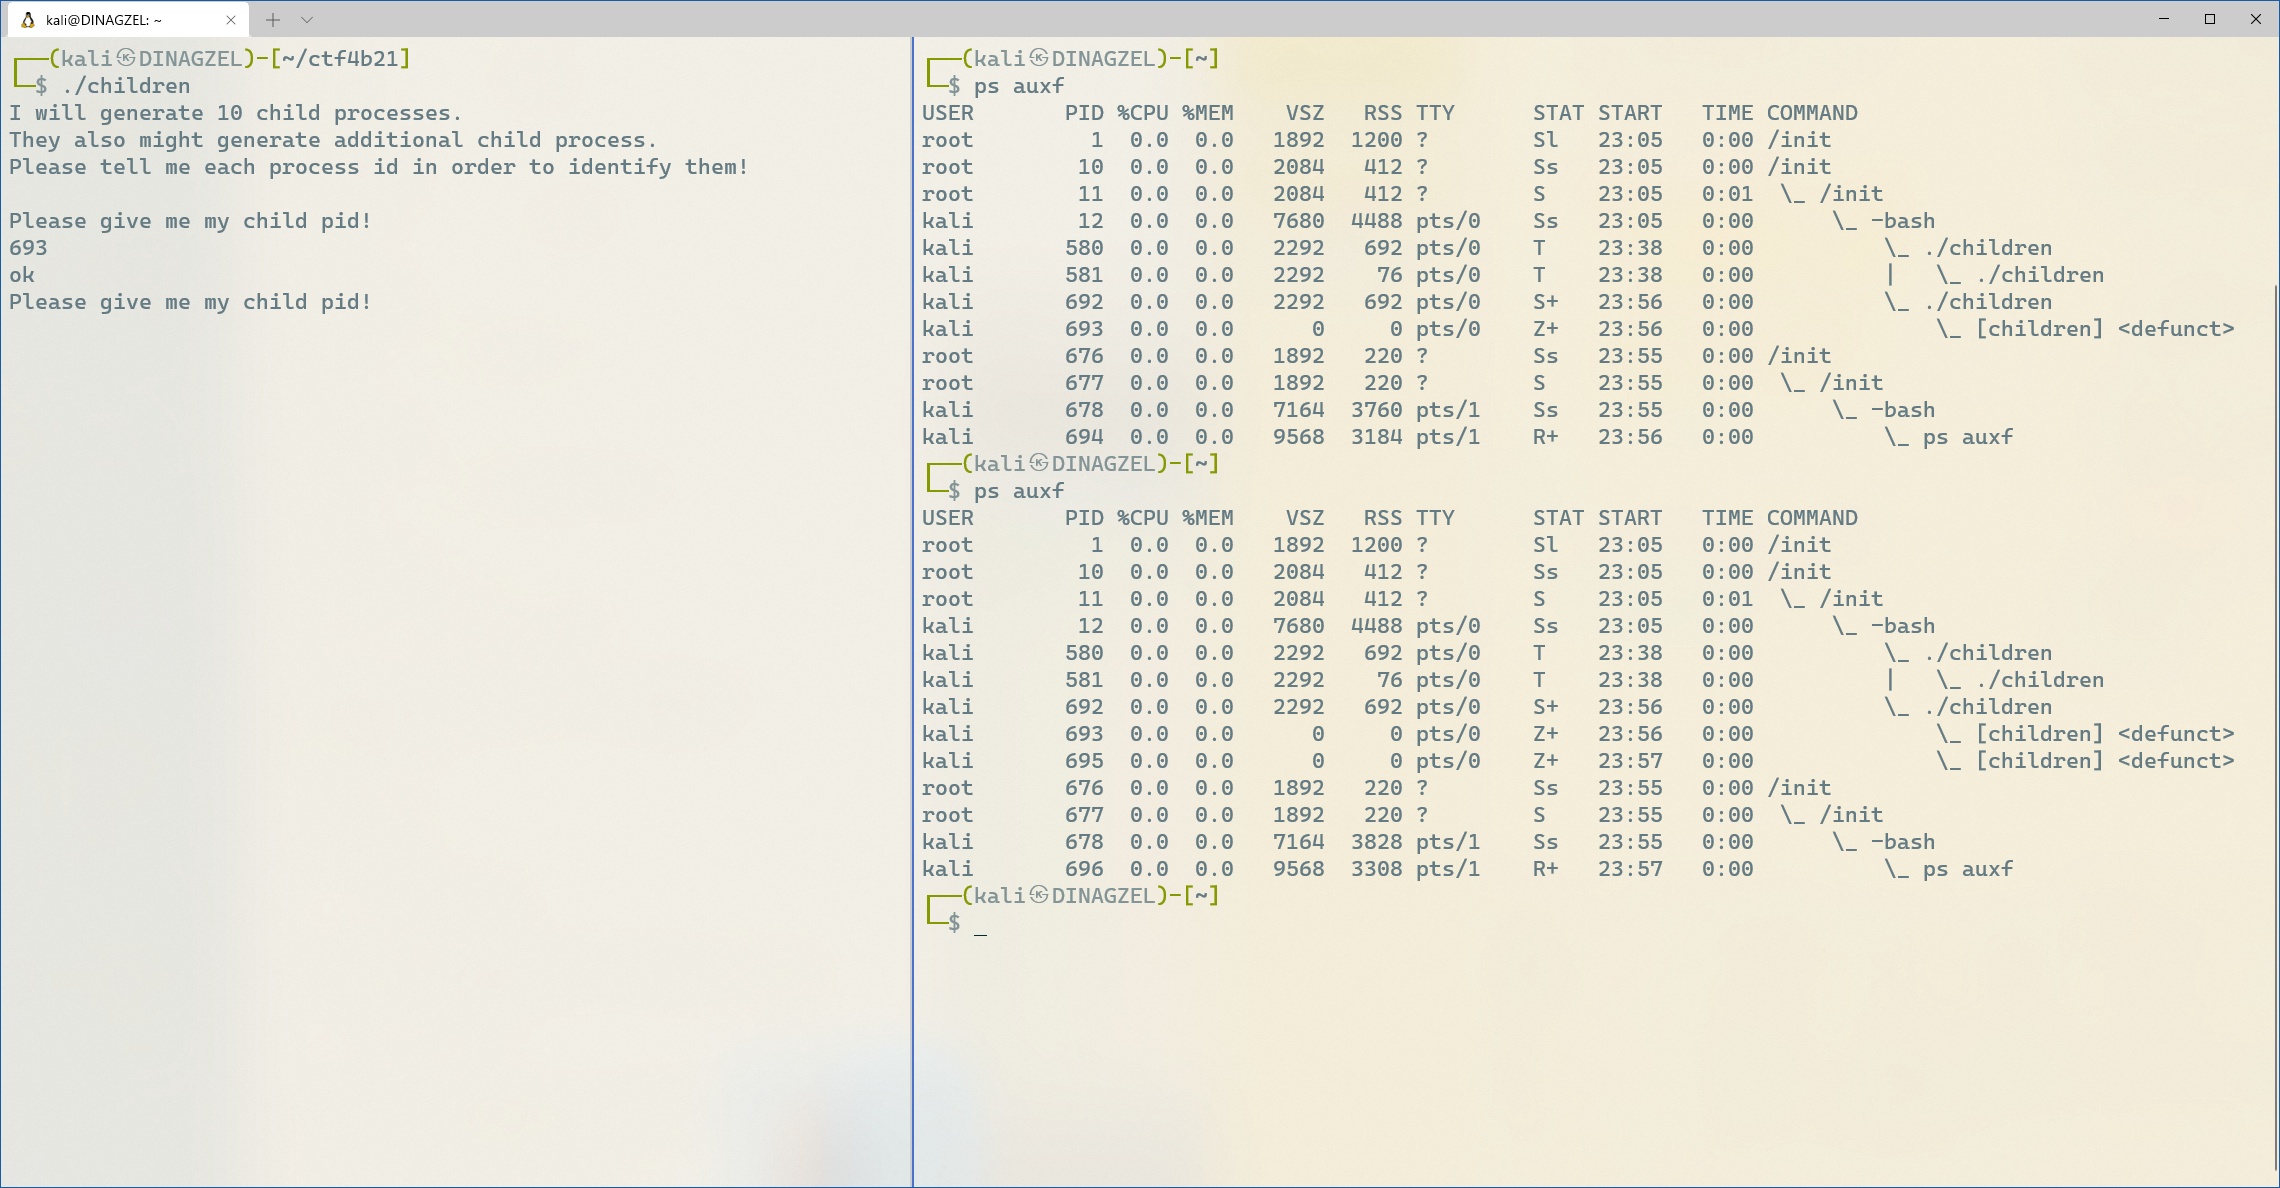 kali@DINAGZEL: ~
┌──(kali㉿DINAGZEL)-[~/ctf4b21]
└─$ ./children
I will generate 10 child processes.
They also might generate additional child process.
Please tell me each process id in order to identify them!
Please give me my child pid!
693
ok
Please give me my child pid!
┌──(kali㉿DINAGZEL)-[~]
└─$ ps auxf
USER       PID %CPU %MEM    VSZ   RSS TTY      STAT START   TIME COMMAND
root         1  0.0  0.0   1892  1200 ?        Sl   23:05   0:00 /init
root        10  0.0  0.0   2084   412 ?        Ss   23:05   0:00 /init
root        11  0.0  0.0   2084   412 ?        S    23:05   0:01  \_ /init
kali        12  0.0  0.0   7680  4488 pts/0    Ss   23:05   0:00      \_ -bash
kali       580  0.0  0.0   2292   692 pts/0    T    23:38   0:00          \_ ./children
kali       581  0.0  0.0   2292    76 pts/0    T    23:38   0:00          |   \_ ./children
kali       692  0.0  0.0   2292   692 pts/0    S+   23:56   0:00          \_ ./children
kali       693  0.0  0.0      0     0 pts/0    Z+   23:56   0:00              \_ [children] <defunct>
root       676  0.0  0.0   1892   220 ?        Ss   23:55   0:00 /init
root       677  0.0  0.0   1892   220 ?        S    23:55   0:00  \_ /init
kali       678  0.0  0.0   7164  3760 pts/1    Ss   23:55   0:00      \_ -bash
kali       694  0.0  0.0   9568  3184 pts/1    R+   23:56   0:00          \_ ps auxf
┌──(kali㉿DINAGZEL)-[~]
└─$ ps auxf
USER       PID %CPU %MEM    VSZ   RSS TTY      STAT START   TIME COMMAND
root         1  0.0  0.0   1892  1200 ?        Sl   23:05   0:00 /init
root        10  0.0  0.0   2084   412 ?        Ss   23:05   0:00 /init
root        11  0.0  0.0   2084   412 ?        S    23:05   0:01  \_ /init
kali        12  0.0  0.0   7680  4488 pts/0    Ss   23:05   0:00      \_ -bash
kali       580  0.0  0.0   2292   692 pts/0    T    23:38   0:00          \_ ./children
kali       581  0.0  0.0   2292    76 pts/0    T    23:38   0:00          |   \_ ./children
kali       692  0.0  0.0   2292   692 pts/0    S+   23:56   0:00          \_ ./children
kali       693  0.0  0.0      0     0 pts/0    Z+   23:56   0:00              \_ [children] <defunct>
kali       695  0.0  0.0      0     0 pts/0    Z+   23:57   0:00              \_ [children] <defunct>
root       676  0.0  0.0   1892   220 ?        Ss   23:55   0:00 /init
root       677  0.0  0.0   1892   220 ?        S    23:55   0:00  \_ /init
kali       678  0.0  0.0   7164  3828 pts/1    Ss   23:55   0:00      \_ -bash
kali       696  0.0  0.0   9568  3308 pts/1    R+   23:57   0:00          \_ ps auxf
┌──(kali㉿DINAGZEL)-[~]
└─$ _